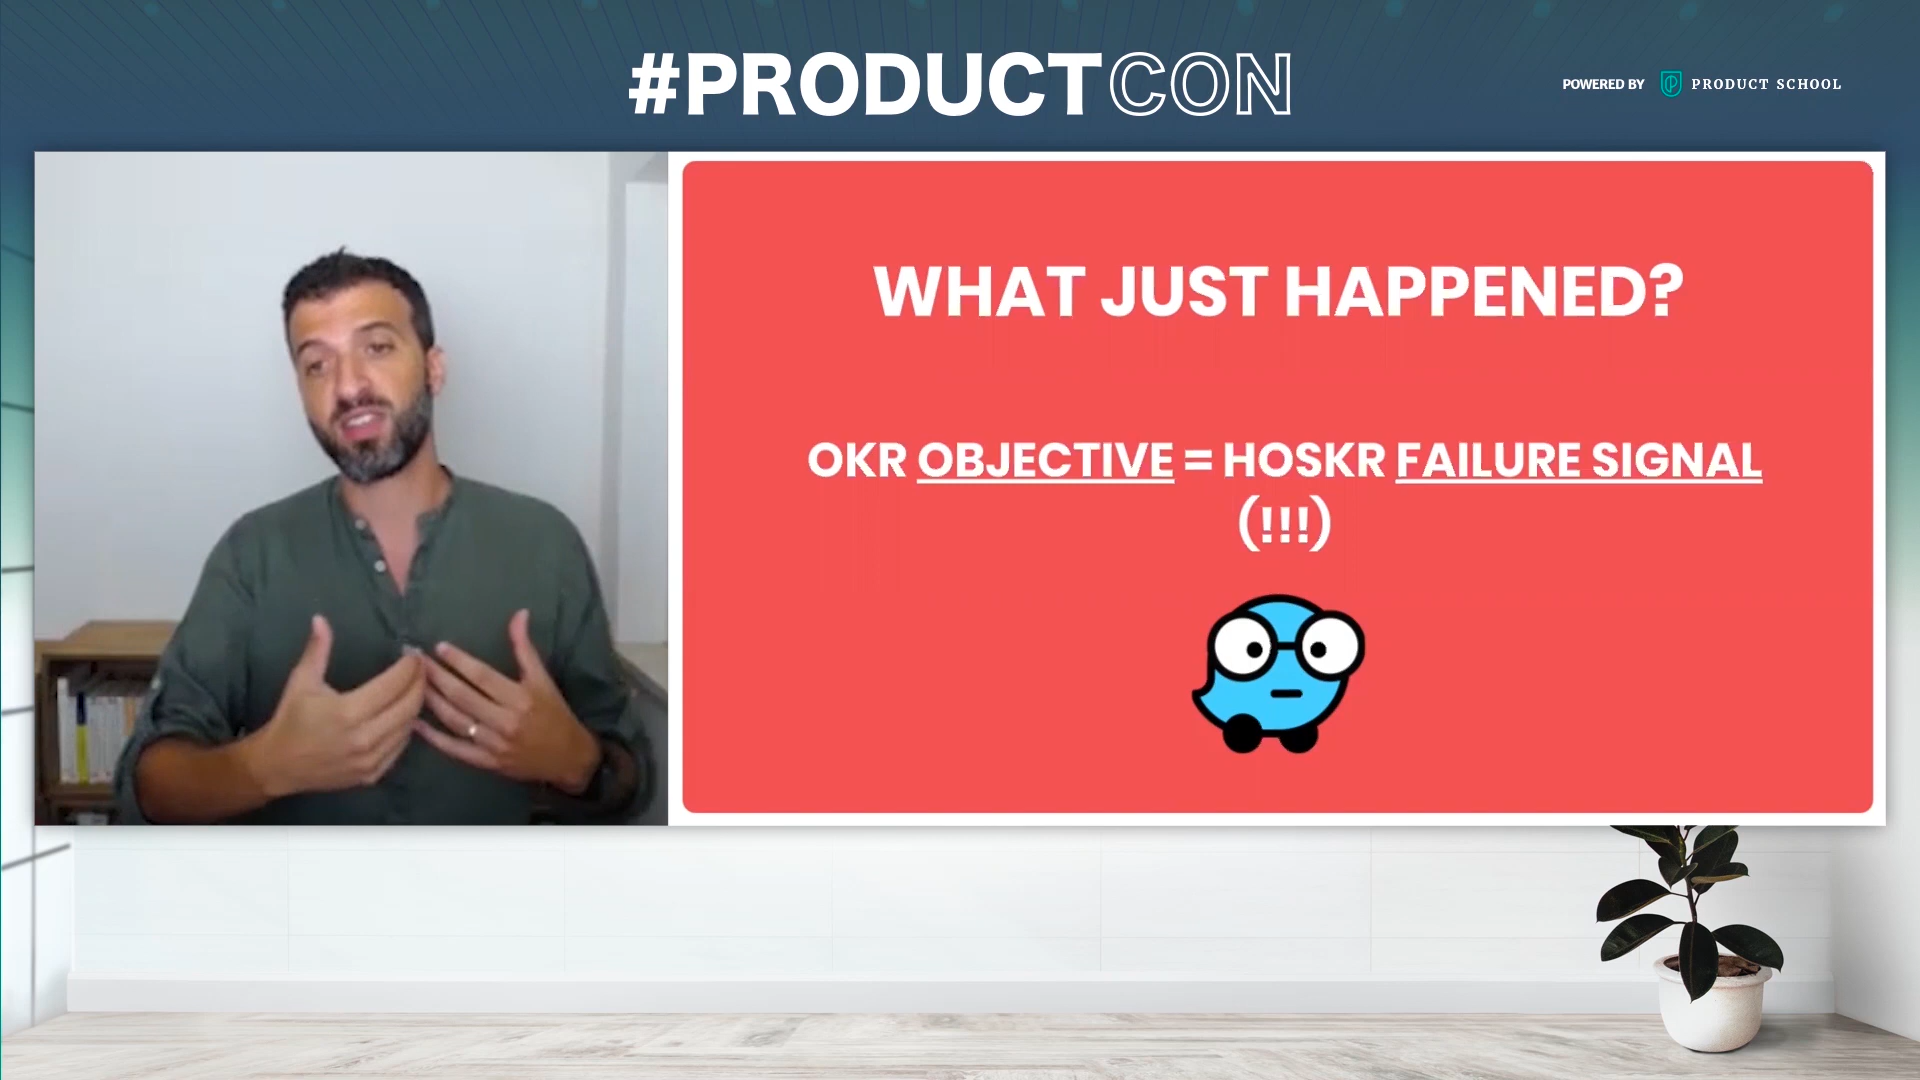 #PRODUCTCON
POWERED BY PRODUCT SCHOOL
WHAT JUST HAPPENED?
OKR OBJECTIVE = HOSKR FAILURE SIGNAL
(!!!)